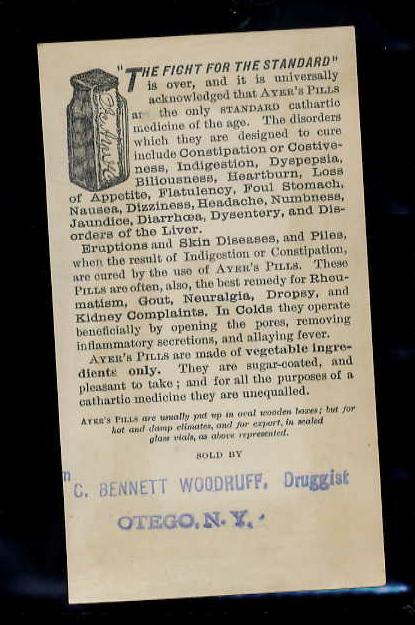 "THE FIGHT FOR THE STANDARD"
is over, and it is universally
acknowledged that AYER'S PILLS
are the only STANDARD cathartic
medicine of the age. The disorders
which they are designed to cure
include Constipation or Costive-
ness, Indigestion, Dyspepsia,
Biliousness, Heartburn, Loss
of Appetite, Flatulency, Foul Stomach,
Nausea, Dizziness, Headache, Numbness,
Jaundice, Diarrhœa, Dysentery, and Dis-
orders of the Liver.
Eruptions and Skin Diseases, and Piles,
when the result of Indigestion or Constipation,
are cured by the use of AYER'S PILLS. These
PILLS are often, also, the best remedy for Rheu-
matism, Gout, Neuralgia, Dropsy, and
Kidney Complaints. In Colds they operate
beneficially by opening the pores, removing
inflammatory secretions, and allaying fever.
AYER'S PILLS are made of vegetable ingre-
dients only. They are sugar-coated, and
pleasant to take; and for all the purposes of a
cathartic medicine they are unequalled.
AYER'S PILLS are usually put up in oval wooden boxes; but for
hot and damp climates, and for export, in sealed
glass vials, as above represented.
SOLD BY
C. BENNETT WOODRUFF, Druggist
OTEGO, N. Y.